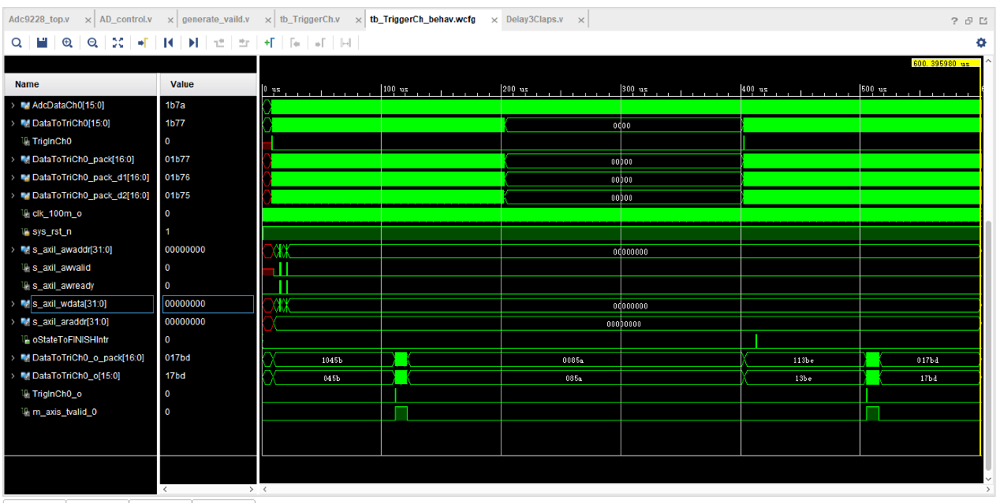 Adc9228_top.v × AD_control.v × generate_vaild.v × tb_TriggerCh.v × tb_TriggerCh_behav.wcfg × Delay3Claps.v × ?
600.395980 us
Name Value
0 us 100 us 200 us 300 us 400 us 500 us
AdcDataCh0[15:0] 1b7a
DataToTriCh0[15:0] 1b77 0000
TrigInCh0 0
DataToTriCh0_pack[16:0] 01b77 00000
DataToTriCh0_pack_d1[16:0] 01b76 00000
DataToTriCh0_pack_d2[16:0] 01b75 00000
clk_100m_o 0
sys_rst_n 1
s_axil_awaddr[31:0] 00000000 00000000
s_axil_awvalid 0
s_axil_awready 0
s_axil_wdata[31:0] 00000000 00000000
s_axil_araddr[31:0] 00000000 00000000
oStateToFINISHIntr 0
DataToTriCh0_o_pack[16:0] 017bd 1045b 0085a 113be 017bd
DataToTriCh0_o[15:0] 17bd 045b 085a 13be 17bd
TrigInCh0_o 0
m_axis_tvalid_0 0